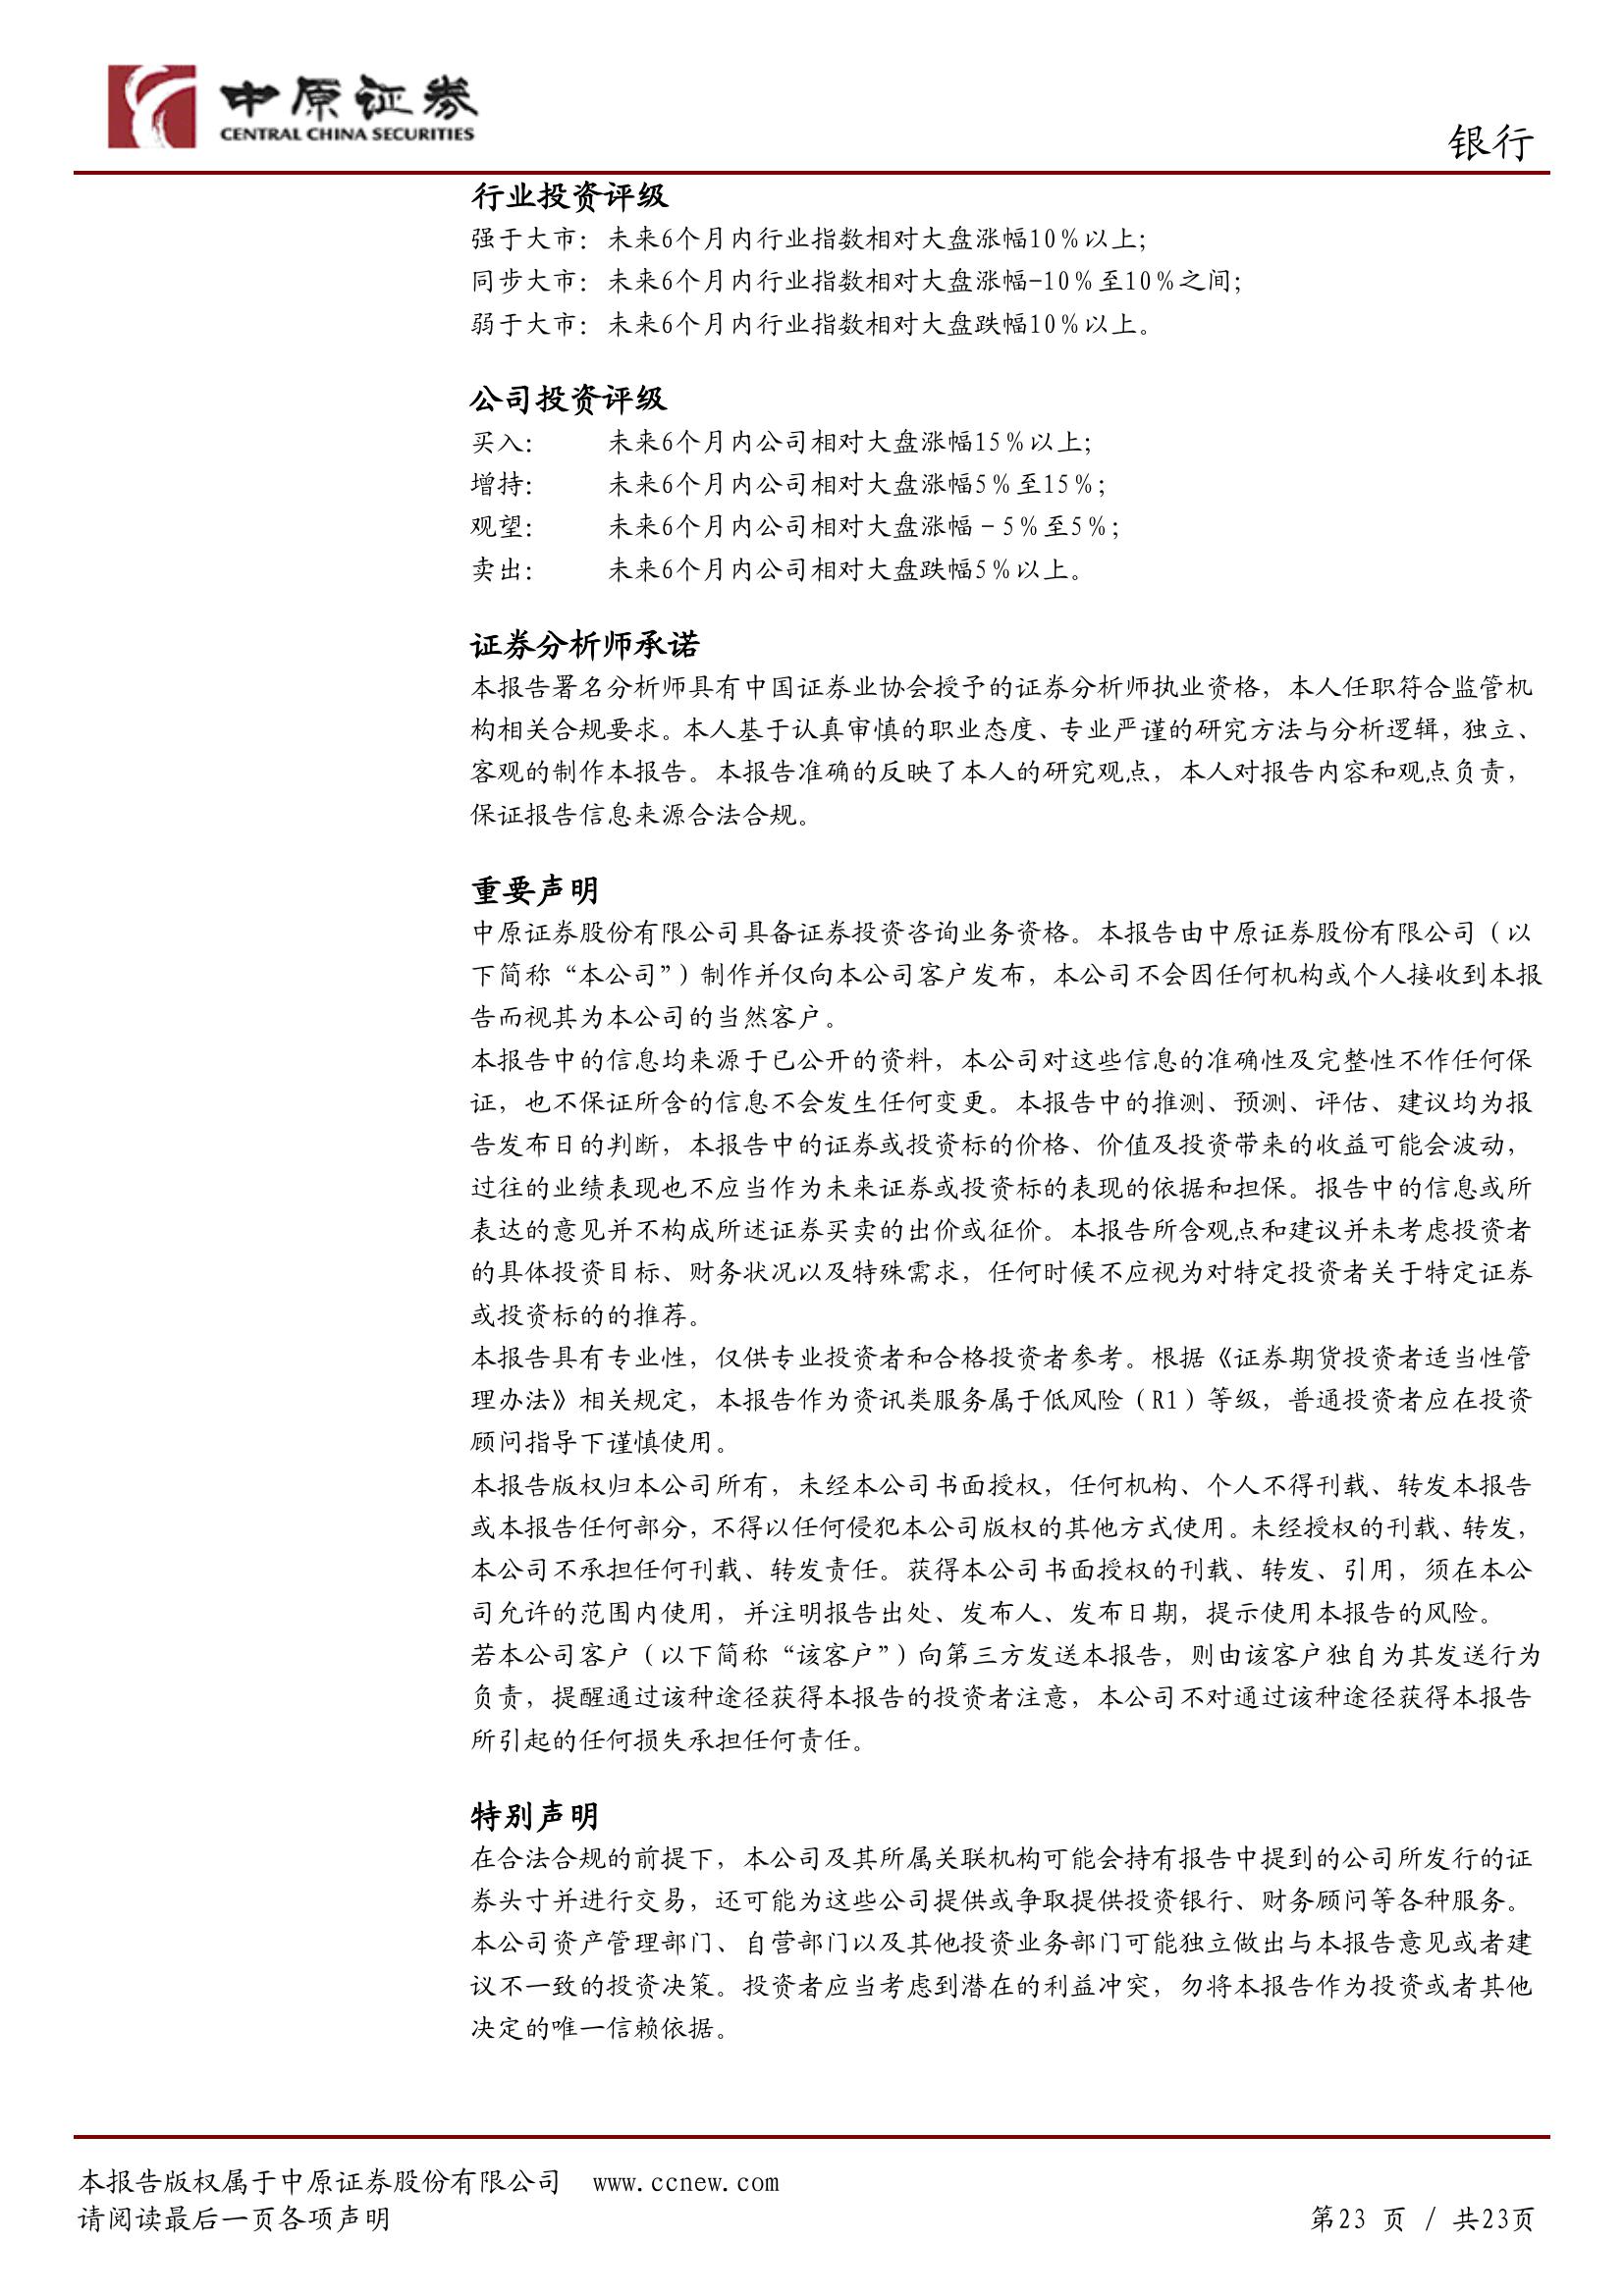 中原证券
CENTRAL CHINA SECURITIES
银行
行业投资评级
强于大市：未来6个月内行业指数相对大盘涨幅10％以上；
同步大市：未来6个月内行业指数相对大盘涨幅-10％至10％之间；
弱于大市：未来6个月内行业指数相对大盘跌幅10％以上。
公司投资评级
买入： 未来6个月内公司相对大盘涨幅15％以上；
增持： 未来6个月内公司相对大盘涨幅5％至15％；
观望： 未来6个月内公司相对大盘涨幅－5％至5％；
卖出： 未来6个月内公司相对大盘跌幅5％以上。
证券分析师承诺
本报告署名分析师具有中国证券业协会授予的证券分析师执业资格，本人任职符合监管机
构相关合规要求。本人基于认真审慎的职业态度、专业严谨的研究方法与分析逻辑，独立、
客观的制作本报告。本报告准确的反映了本人的研究观点，本人对报告内容和观点负责，
保证报告信息来源合法合规。
重要声明
中原证券股份有限公司具备证券投资咨询业务资格。本报告由中原证券股份有限公司（以
下简称“本公司”）制作并仅向本公司客户发布，本公司不会因任何机构或个人接收到本报
告而视其为本公司的当然客户。
本报告中的信息均来源于已公开的资料，本公司对这些信息的准确性及完整性不作任何保
证，也不保证所含的信息不会发生任何变更。本报告中的推测、预测、评估、建议均为报
告发布日的判断，本报告中的证券或投资标的价格、价值及投资带来的收益可能会波动，
过往的业绩表现也不应当作为未来证券或投资标的表现的依据和担保。报告中的信息或所
表达的意见并不构成所述证券买卖的出价或征价。本报告所含观点和建议并未考虑投资者
的具体投资目标、财务状况以及特殊需求，任何时候不应视为对特定投资者关于特定证券
或投资标的的推荐。
本报告具有专业性，仅供专业投资者和合格投资者参考。根据《证券期货投资者适当性管
理办法》相关规定，本报告作为资讯类服务属于低风险（R1）等级，普通投资者应在投资
顾问指导下谨慎使用。
本报告版权归本公司所有，未经本公司书面授权，任何机构、个人不得刊载、转发本报告
或本报告任何部分，不得以任何侵犯本公司版权的其他方式使用。未经授权的刊载、转发，
本公司不承担任何刊载、转发责任。获得本公司书面授权的刊载、转发、引用，须在本公
司允许的范围内使用，并注明报告出处、发布人、发布日期，提示使用本报告的风险。
若本公司客户（以下简称“该客户”）向第三方发送本报告，则由该客户独自为其发送行为
负责，提醒通过该种途径获得本报告的投资者注意，本公司不对通过该种途径获得本报告
所引起的任何损失承担任何责任。
特别声明
在合法合规的前提下，本公司及其所属关联机构可能会持有报告中提到的公司所发行的证
券头寸并进行交易，还可能为这些公司提供或争取提供投资银行、财务顾问等各种服务。
本公司资产管理部门、自营部门以及其他投资业务部门可能独立做出与本报告意见或者建
议不一致的投资决策。投资者应当考虑到潜在的利益冲突，勿将本报告作为投资或者其他
决定的唯一信赖依据。
本报告版权属于中原证券股份有限公司 www.ccnew.com
请阅读最后一页各项声明
第23 页 / 共23页